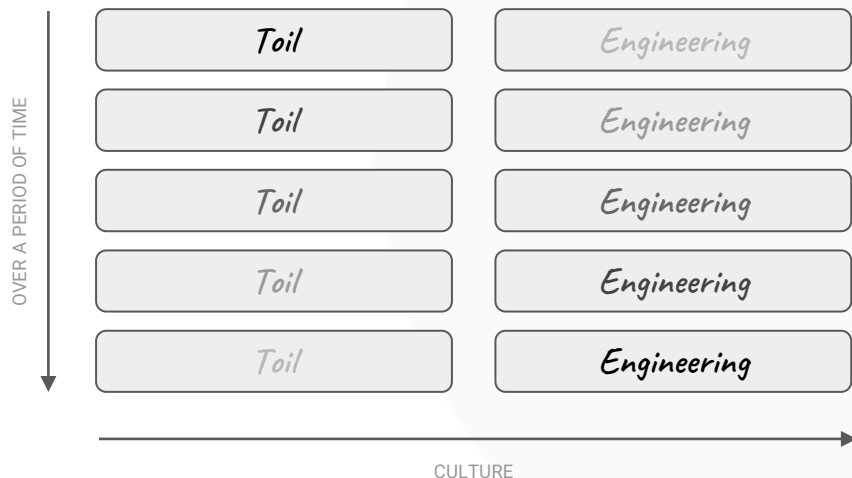 OVER A PERIOD OF TIME
Toil
Engineering
Toil
Engineering
Toil
Engineering
Toil
Engineering
Toil
Engineering
CULTURE